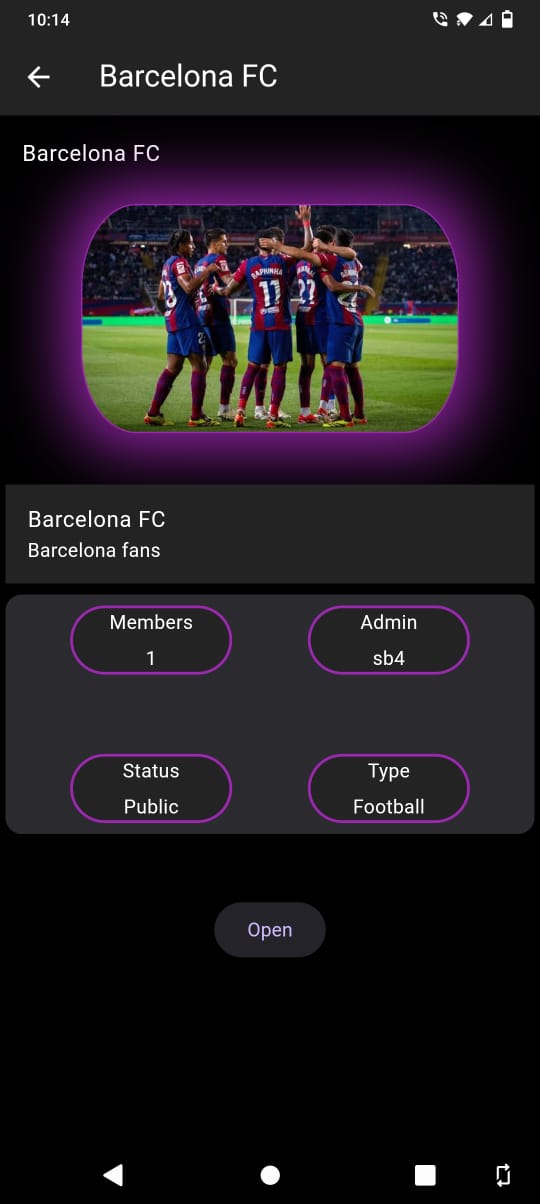 10:14
Barcelona FC
Barcelona FC
RAPHINHA
11
27
Barcelona FC
Barcelona fans
Members
1
Admin
sb4
Status
Public
Type
Football
Open